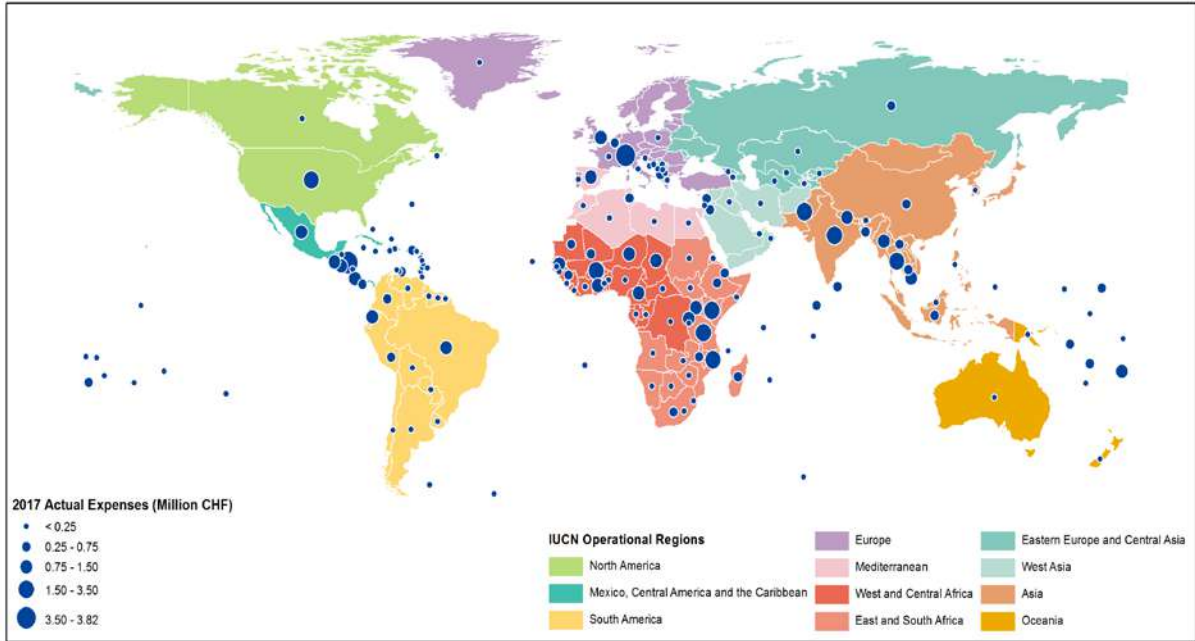 2017 Actual Expenses (Million CHF)
< 0.25
0.25 - 0.75
0.75 - 1.50
1.50 - 3.50
3.50 - 3.82
IUCN Operational Regions
North America
Mexico, Central America and the Caribbean
South America
Europe
Mediterranean
West and Central Africa
East and South Africa
Eastern Europe and Central Asia
West Asia
Asia
Oceania